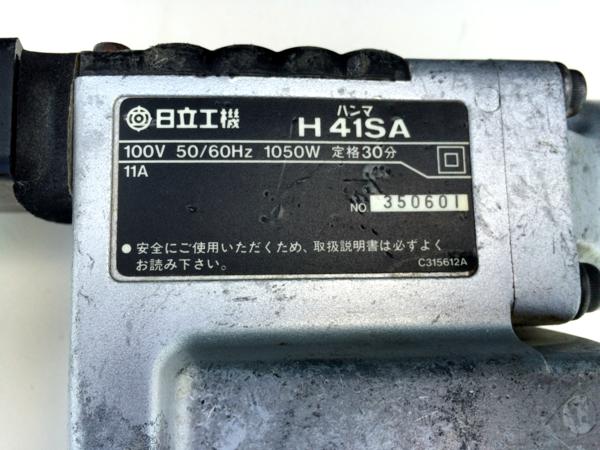 日立工機
ハンマ
H 41SA
100V 50/60Hz 1050W 定格30分
11A
NO 350601
●安全にご使用いただくため、取扱説明書は必ずよく
お読み下さい。
C315612A